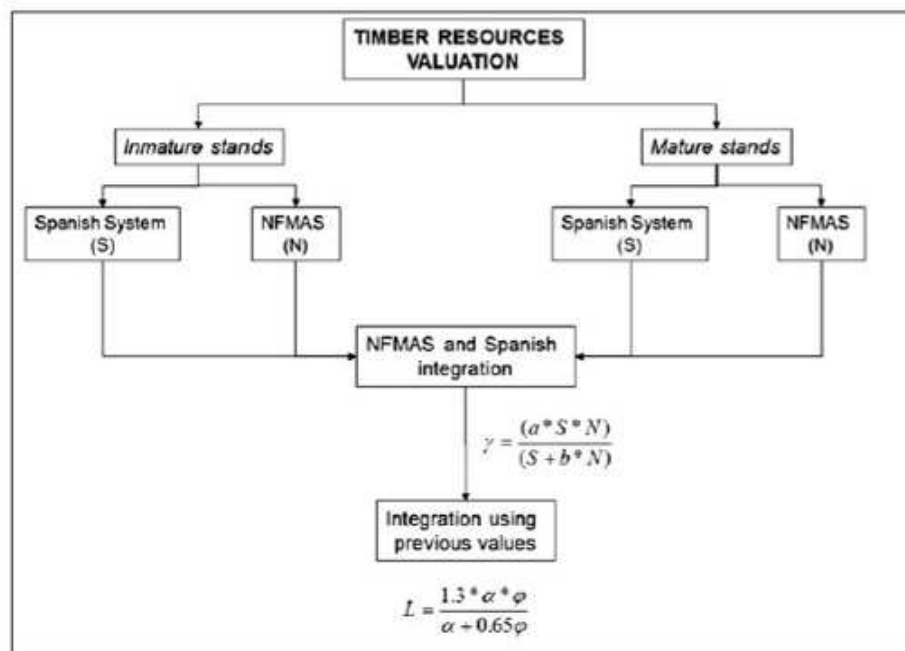 TIMBER RESOURCES
VALUATION
Inmature stands
Mature stands
Spanish System
(S)
NFMAS
(N)
Spanish System
(S)
NFMAS
(N)
NFMAS and Spanish
integration
γ = (a*S*N) / (S+b*N)
Integration using
previous values
L = 1.3*α*φ / α+0.65φ